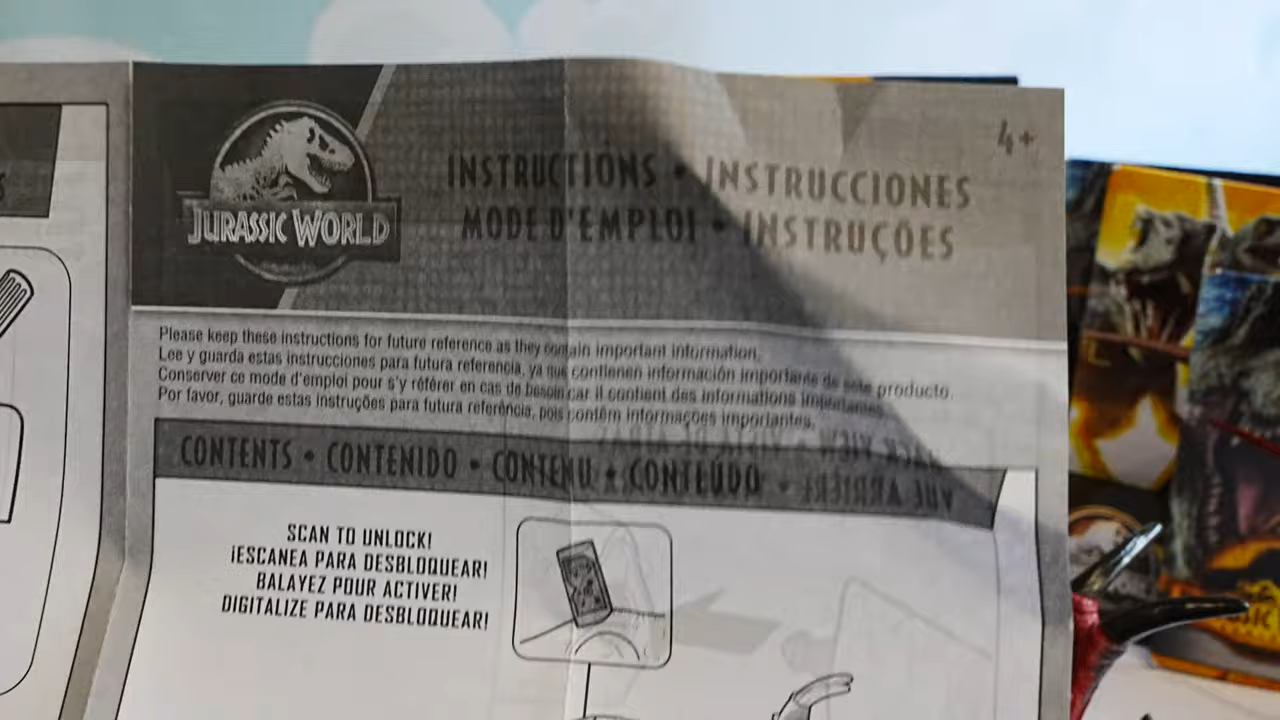 JURASSIC WORLD
4+
INSTRUCTIONS • INSTRUCCIONES
MODE D'EMPLOI • INSTRUÇÕES
Please keep these instructions for future reference as they contain important information.
Lee y guarda estas instrucciones para futura referencia, ya que contienen información importante de este producto.
Conserver ce mode d'emploi pour s'y référer en cas de besoin car il contient des informations importantes.
Por favor, guarde estas instruções para futura referência, pois contêm informações importantes.
CONTENTS • CONTENIDO • CONTENU • CONTEÚDO
SCAN TO UNLOCK!
¡ESCANEA PARA DESBLOQUEAR!
BALAYEZ POUR ACTIVER!
DIGITALIZE PARA DESBLOQUEAR!